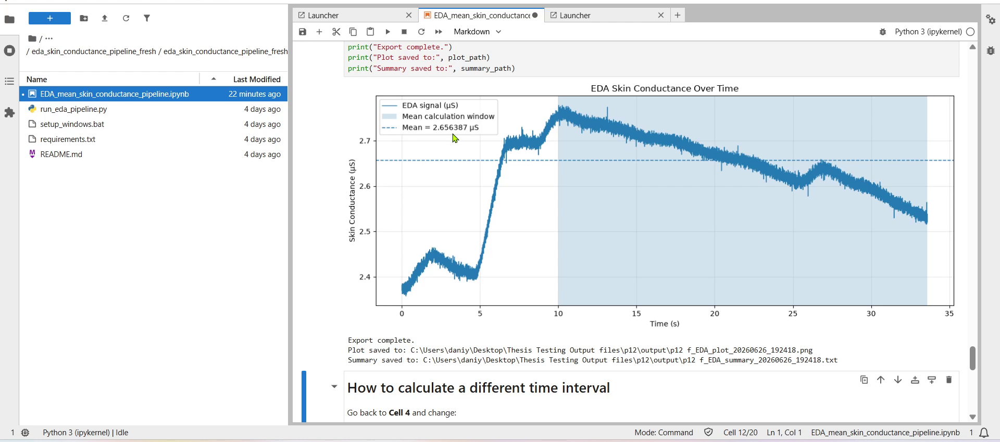 / ...
/ eda_skin_conductance_pipeline_fresh / eda_skin_conductance_pipeline_fresh
Name Last Modified
EDA_mean_skin_conductance_pipeline.ipynb 22 minutes ago
run_eda_pipeline.py 4 days ago
setup_windows.bat 4 days ago
requirements.txt 4 days ago
README.md 4 days ago
Launcher
EDA_mean_skin_conductance
Launcher
Markdown
Python 3 (ipykernel)
print("Export complete.")
print("Plot saved to:", plot_path)
print("Summary saved to:", summary_path)
EDA Skin Conductance Over Time
EDA signal (µS)
Mean calculation window
Mean = 2.656387 µS
Skin Conductance (µS)
2.7
2.6
2.5
2.4
0 5 10 15 20 25 30 35
Time (s)
Export complete.
Plot saved to: C:\Users\daniy\Desktop\Thesis Testing Output files\p12\output\p12 f_EDA_plot_20260626_192418.png
Summary saved to: C:\Users\daniy\Desktop\Thesis Testing Output files\p12\output\p12 f_EDA_summary_20260626_192418.txt
How to calculate a different time interval
Go back to Cell 4 and change:
1 Python 3 (ipykernel) | Idle
Mode: Command Cell 12/20 Ln 1, Col 1 EDA_mean_skin_conductance_pipeline.ipynb 1